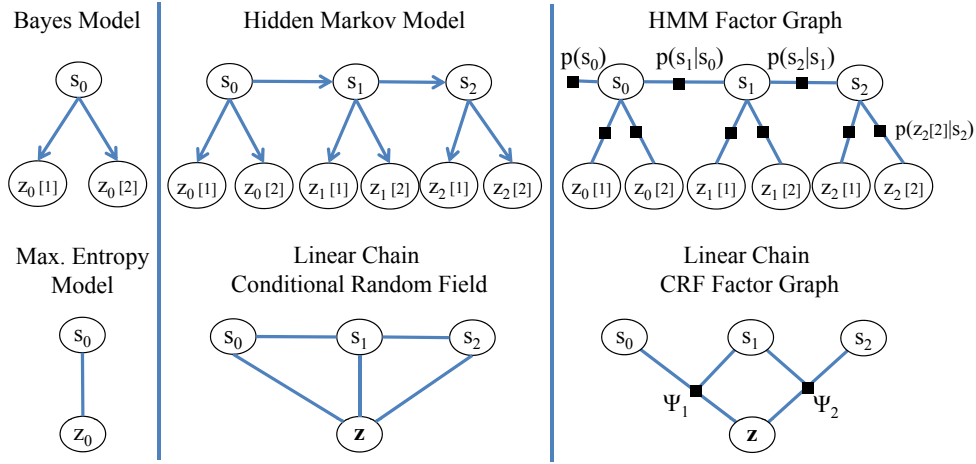 Bayes Model
s₀
z₀ [1] z₀ [2]
Hidden Markov Model
s₀ s₁ s₂
z₀ [1] z₀ [2] z₁ [1] z₁ [2] z₂ [1] z₂ [2]
HMM Factor Graph
p(s₀) p(s₁|s₀) p(s₂|s₁)
s₀ s₁ s₂
p(z₂[2]|s₂)
z₀ [1] z₀ [2] z₁ [1] z₁ [2] z₂ [1] z₂ [2]
Max. Entropy
Model
s₀
z₀
Linear Chain
Conditional Random Field
s₀ s₁ s₂
z
Linear Chain
CRF Factor Graph
s₀ s₁ s₂
Ψ₁ Ψ₂
z